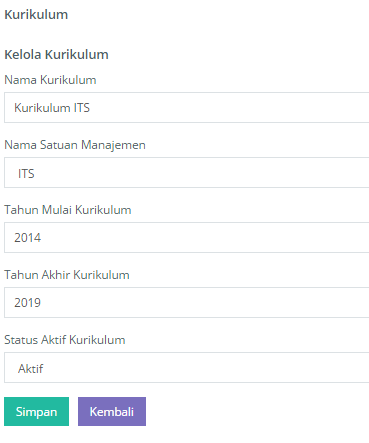 Kurikulum
Kelola Kurikulum
Nama Kurikulum
Kurikulum ITS
Nama Satuan Manajemen
ITS
Tahun Mulai Kurikulum
2014
Tahun Akhir Kurikulum
2019
Status Aktif Kurikulum
Aktif
Simpan Kembali